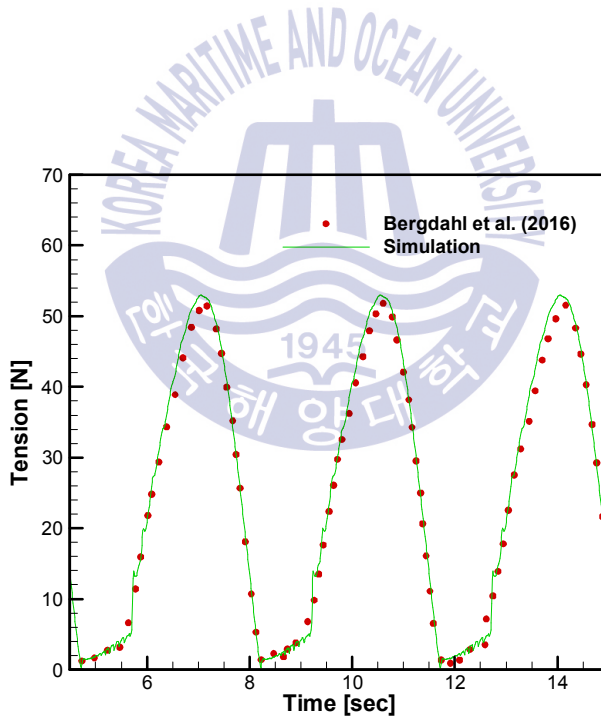 KOREA MARITIME AND OCEAN UNIVERSITY
70
60
50
40
30
20
10
0
Tension [N]
Bergdahl et al. (2016)
Simulation
1945
한국해양대학교
6
8
10
12
14
Time [sec]